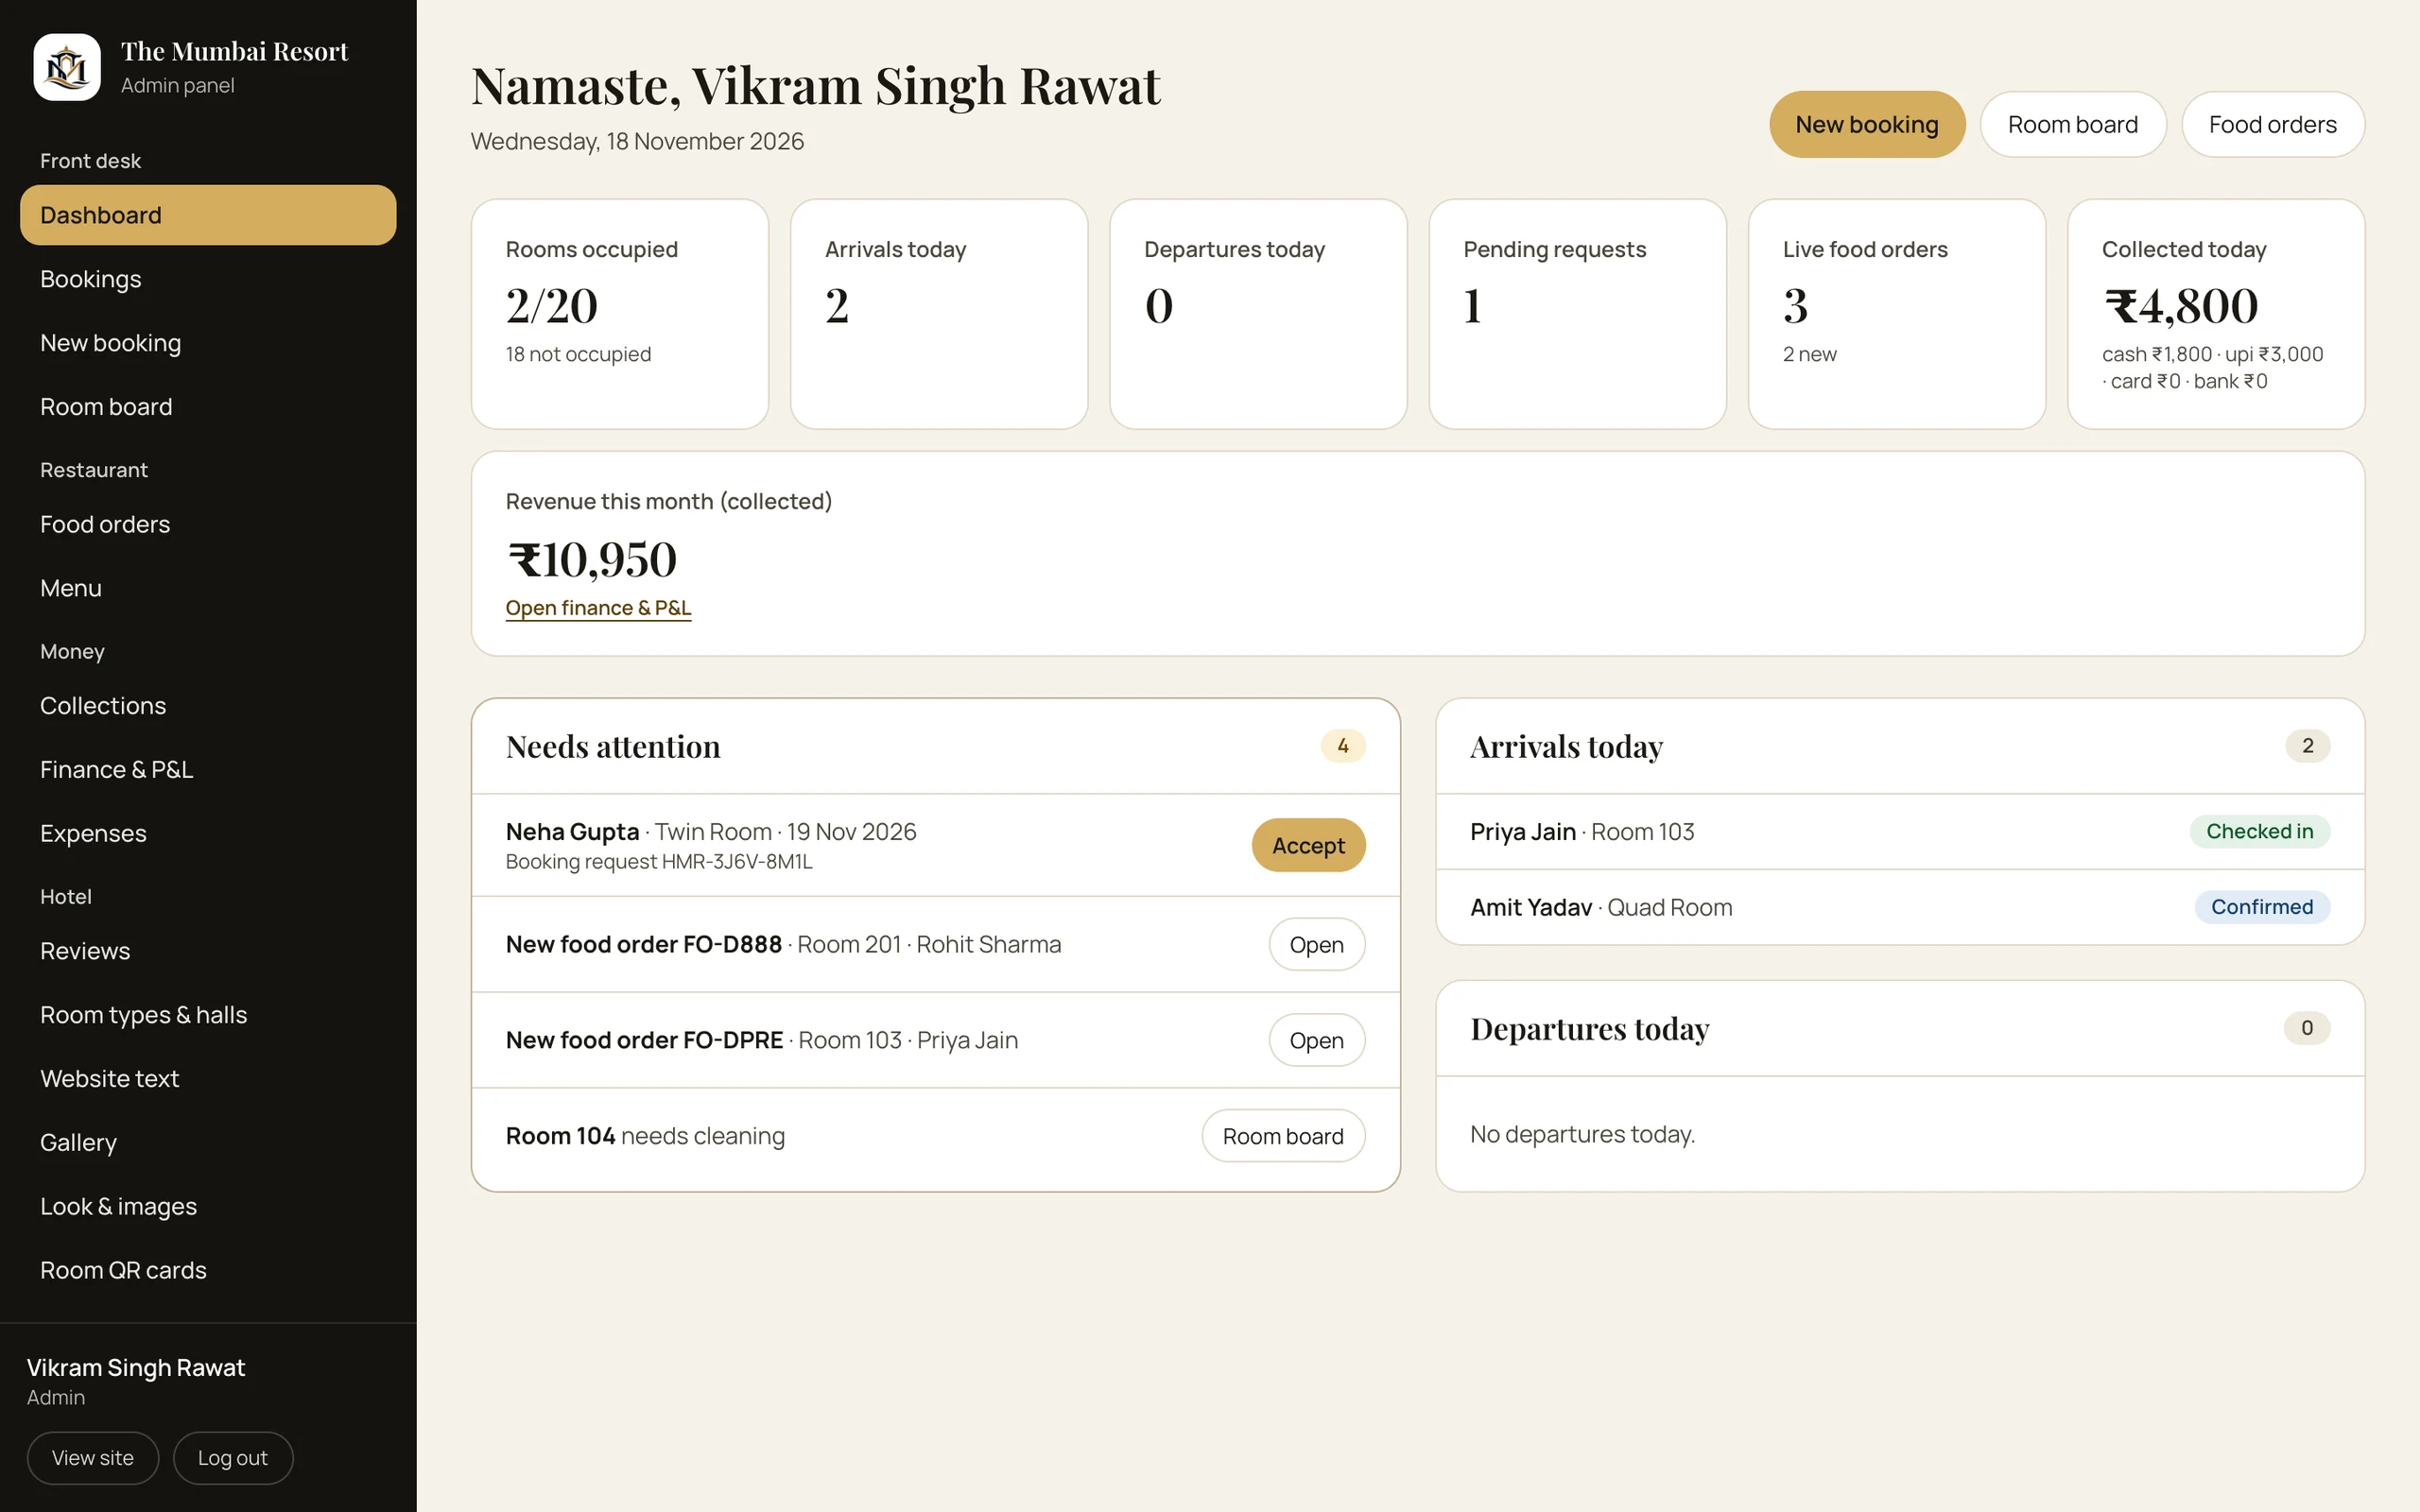 The Mumbai Resort
Admin panel
Front desk
Dashboard
Bookings
New booking
Room board
Restaurant
Food orders
Menu
Money
Collections
Finance & P&L
Expenses
Hotel
Reviews
Room types & halls
Website text
Gallery
Look & images
Room QR cards
Vikram Singh Rawat
Admin
View site
Log out
Namaste, Vikram Singh Rawat
Wednesday, 18 November 2026
New booking
Room board
Food orders
Rooms occupied
2/20
18 not occupied
Arrivals today
2
Departures today
0
Pending requests
1
Live food orders
3
2 new
Collected today
₹4,800
cash ₹1,800 · upi ₹3,000
· card ₹0 · bank ₹0
Revenue this month (collected)
₹10,950
Open finance & P&L
Needs attention
4
Neha Gupta · Twin Room · 19 Nov 2026
Booking request HMR-3J6V-8M1L
Accept
New food order FO-D888 · Room 201 · Rohit Sharma
Open
New food order FO-DPRE · Room 103 · Priya Jain
Open
Room 104 needs cleaning
Room board
Arrivals today
2
Priya Jain · Room 103
Checked in
Amit Yadav · Quad Room
Confirmed
Departures today
0
No departures today.